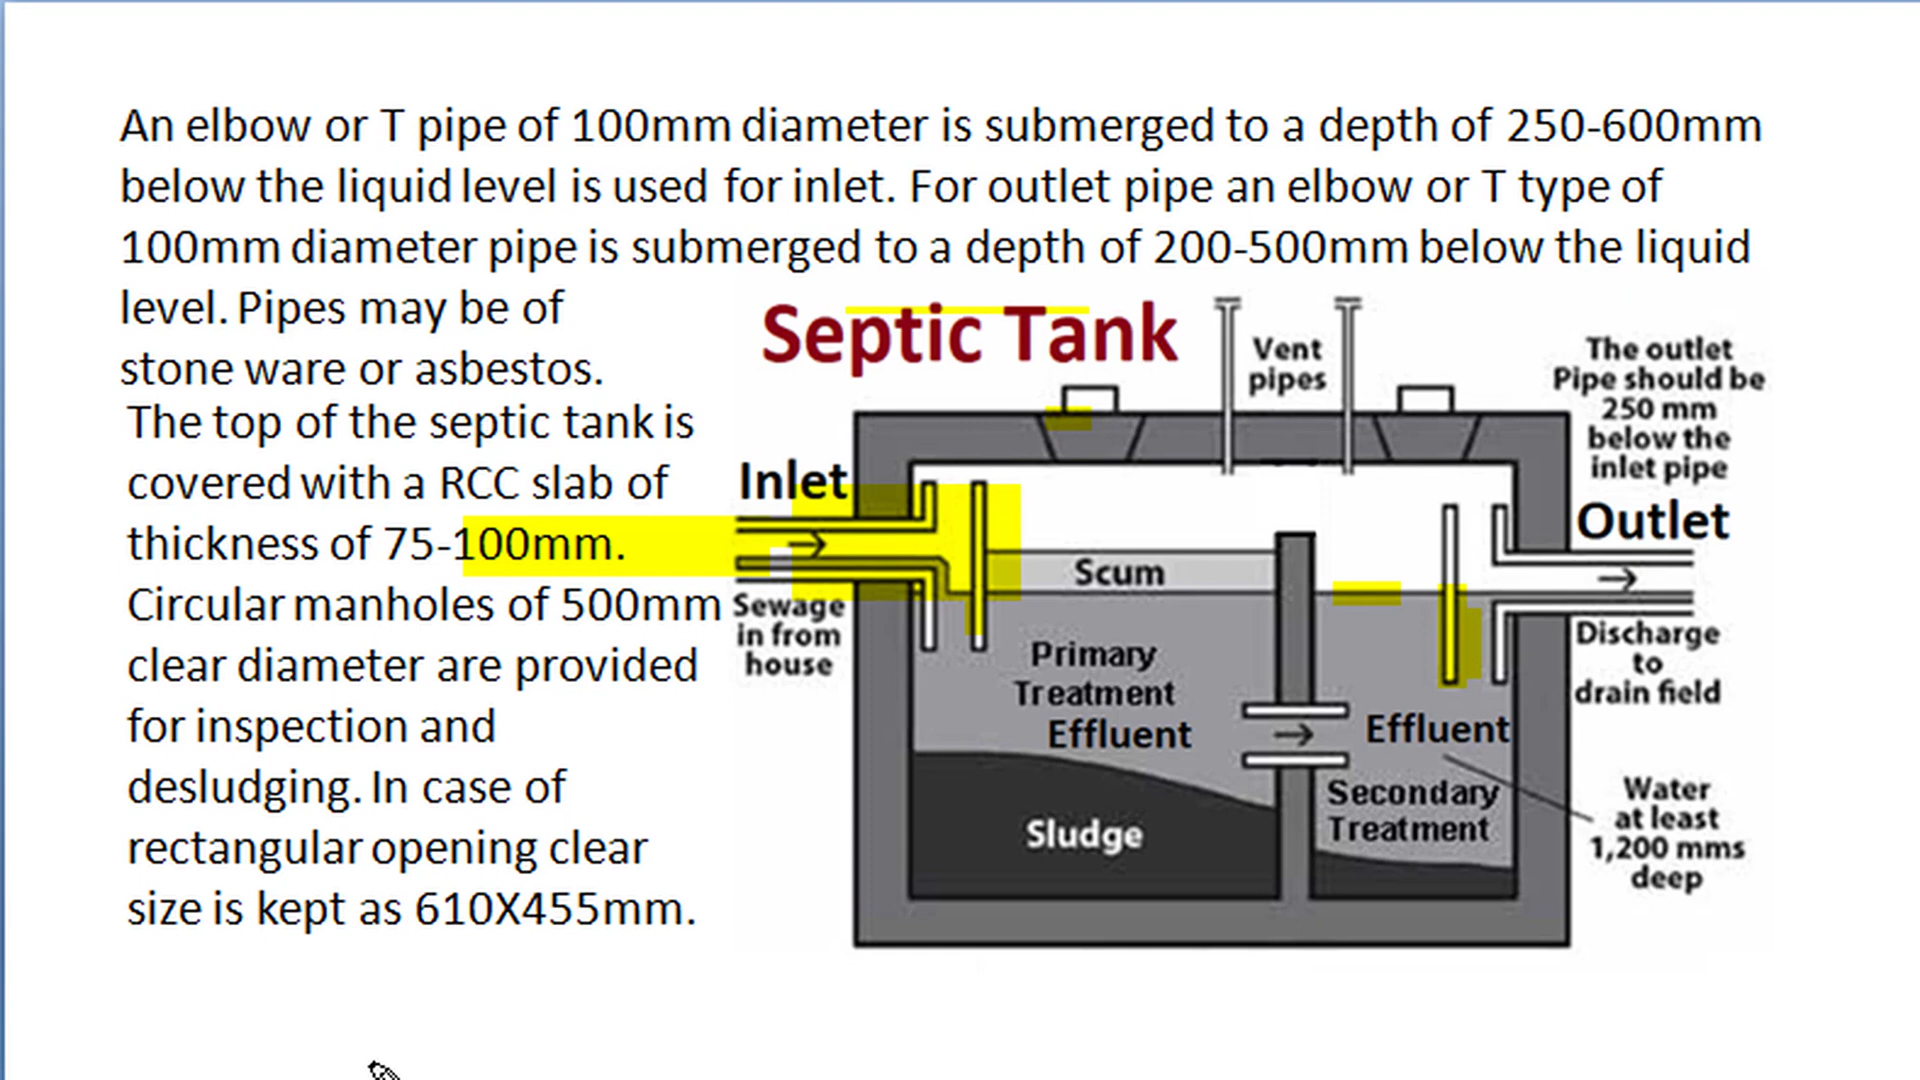 An elbow or T pipe of 100mm diameter is submerged to a depth of 250-600mm
below the liquid level is used for inlet. For outlet pipe an elbow or T type of
100mm diameter pipe is submerged to a depth of 200-500mm below the liquid
level. Pipes may be of
stone ware or asbestos.
The top of the septic tank is
covered with a RCC slab of
thickness of 75-100mm.
Circular manholes of 500mm
clear diameter are provided
for inspection and
desludging. In case of
rectangular opening clear
size is kept as 610X455mm.
Septic Tank
Vent
pipes
The outlet
Pipe should be
250 mm
below the
inlet pipe
Inlet
Outlet
Scum
Sewage
in from
house
Primary
Treatment
Effluent
Effluent
Discharge
to
drain field
Secondary
Treatment
Sludge
Water
at least
1,200 mms
deep